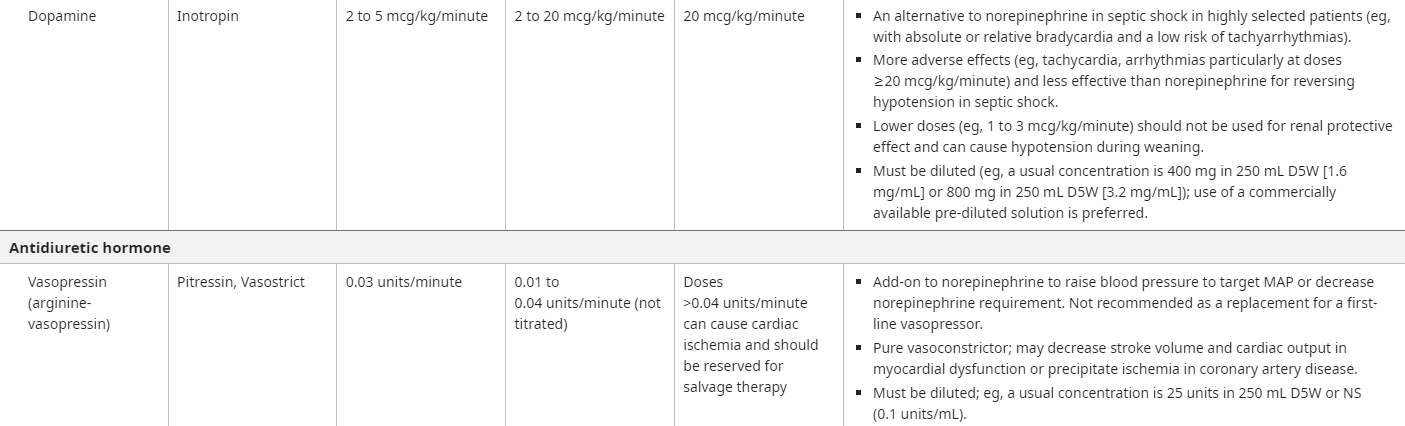 Dopamine
Inotropin
2 to 5 mcg/kg/minute
2 to 20 mcg/kg/minute
20 mcg/kg/minute
▪ An alternative to norepinephrine in septic shock in highly selected patients (eg,
with absolute or relative bradycardia and a low risk of tachyarrhythmias).
▪ More adverse effects (eg, tachycardia, arrhythmias particularly at doses
≥20 mcg/kg/minute) and less effective than norepinephrine for reversing
hypotension in septic shock.
▪ Lower doses (eg, 1 to 3 mcg/kg/minute) should not be used for renal protective
effect and can cause hypotension during weaning.
▪ Must be diluted (eg, a usual concentration is 400 mg in 250 mL D5W [1.6
mg/mL] or 800 mg in 250 mL D5W [3.2 mg/mL]); use of a commercially
available pre-diluted solution is preferred.
Antidiuretic hormone
Vasopressin
(arginine-
vasopressin)
Pitressin, Vasostrict
0.03 units/minute
0.01 to
0.04 units/minute (not
titrated)
Doses
>0.04 units/minute
can cause cardiac
ischemia and should
be reserved for
salvage therapy
▪ Add-on to norepinephrine to raise blood pressure to target MAP or decrease
norepinephrine requirement. Not recommended as a replacement for a first-
line vasopressor.
▪ Pure vasoconstrictor; may decrease stroke volume and cardiac output in
myocardial dysfunction or precipitate ischemia in coronary artery disease.
▪ Must be diluted; eg, a usual concentration is 25 units in 250 mL D5W or NS
(0.1 units/mL).